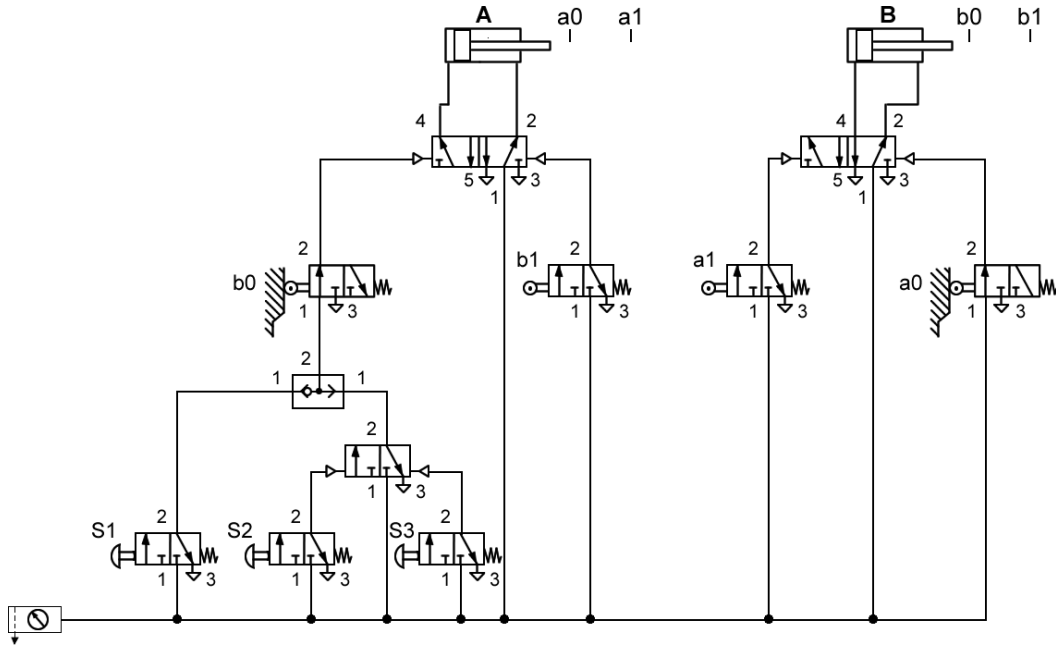 A a0 a1 B b0 b1
4 2 4 2
5 3 5 3
1 1
2 2 2 2
b0 b1 a1 a0
1 3 1 3 1 3 1 3
2
1 1
2
1 3
S1 2 S2 2 S3 2
1 3 1 3 1 3